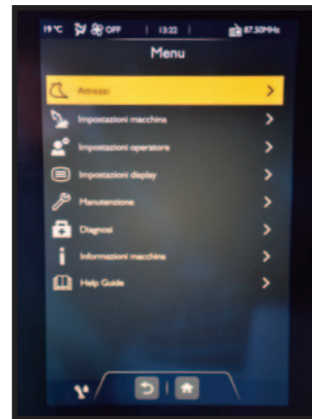 19°C OFF 13:22 87.50MHz
Menu
Attrezzi
Impostazioni macchina
Impostazioni operatore
Impostazioni display
Manutenzione
Diagnosi
Informazioni macchina
Help Guide